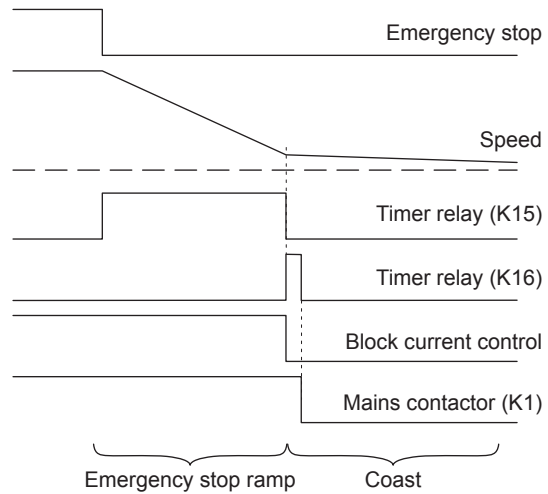 Emergency stop
Speed
Timer relay (K15)
Timer relay (K16)
Block current control
Mains contactor (K1)
Emergency stop ramp
Coast